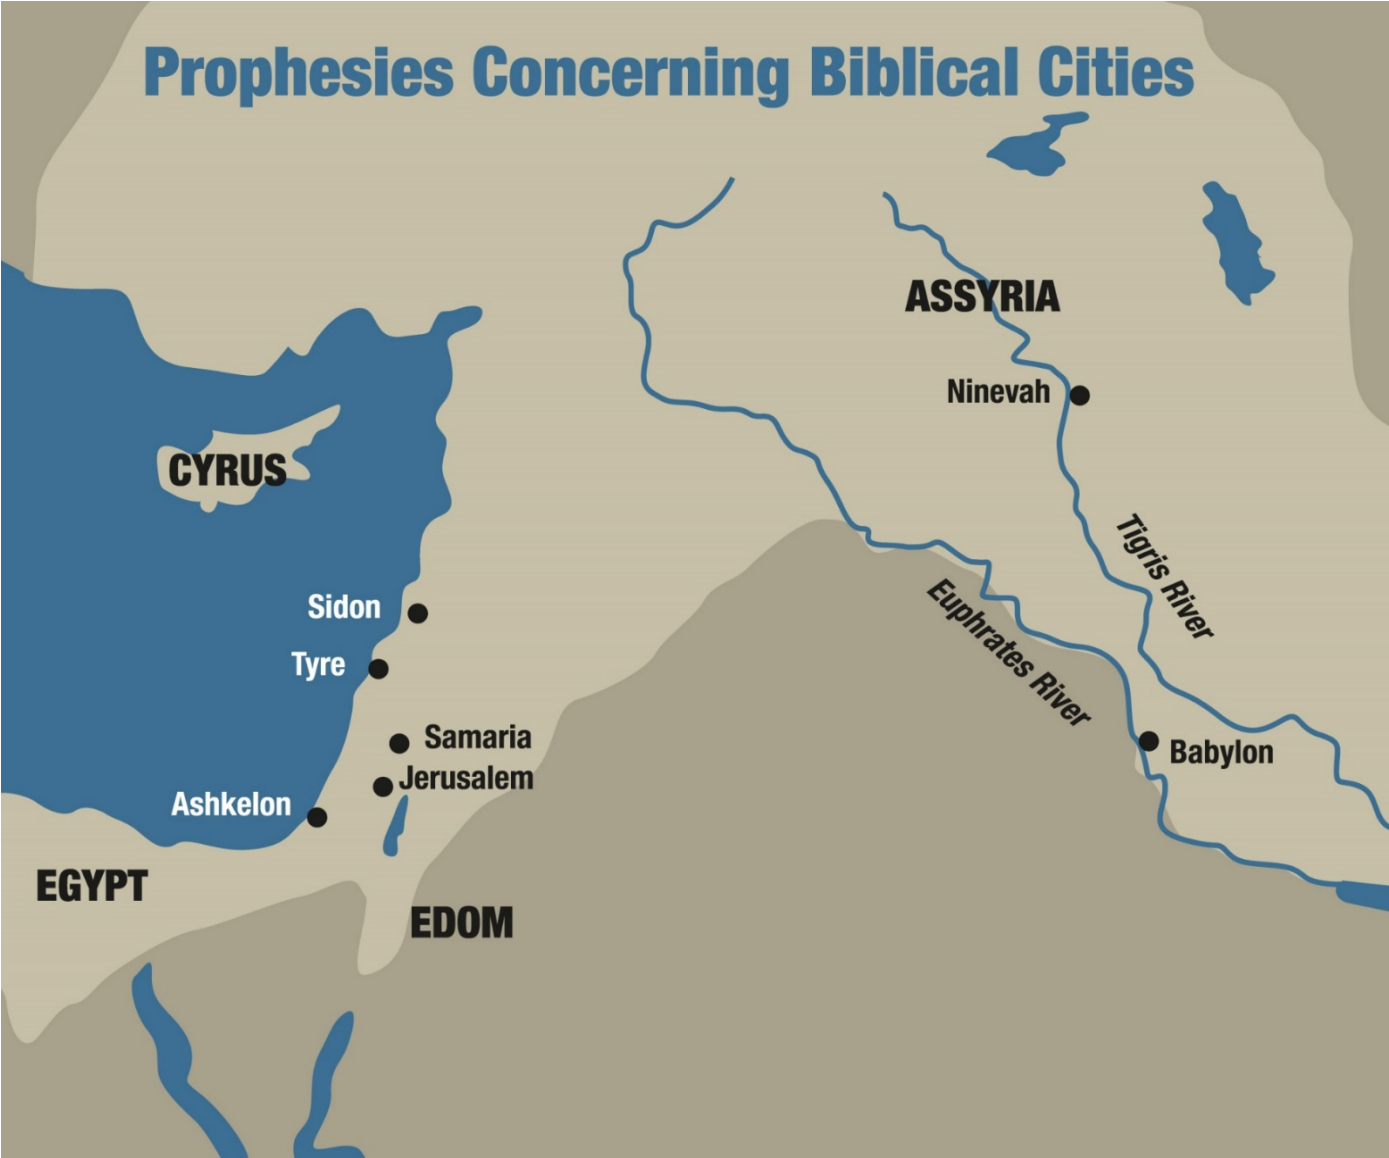 Prophesies Concerning Biblical Cities
ASSYRIA
Ninevah
CYRUS
Tigris River
Euphrates River
Sidon
Tyre
Samaria
Babylon
Jerusalem
Ashkelon
EGYPT
EDOM